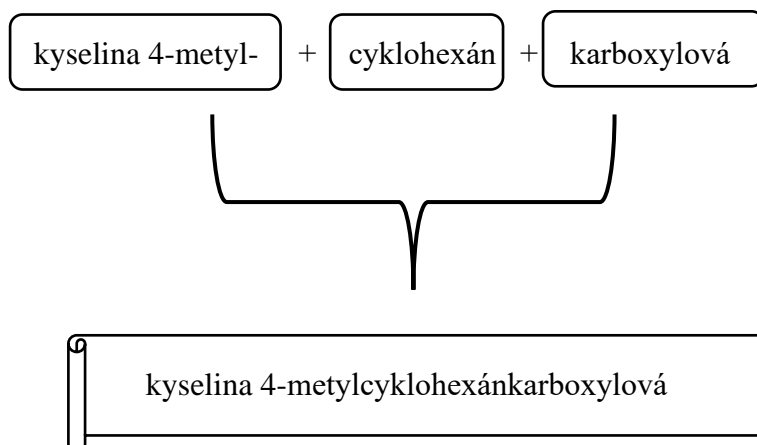 kyselina 4-metyl- + cyklohexán + karboxylová
kyselina 4-metylcyklohexánkarboxylová